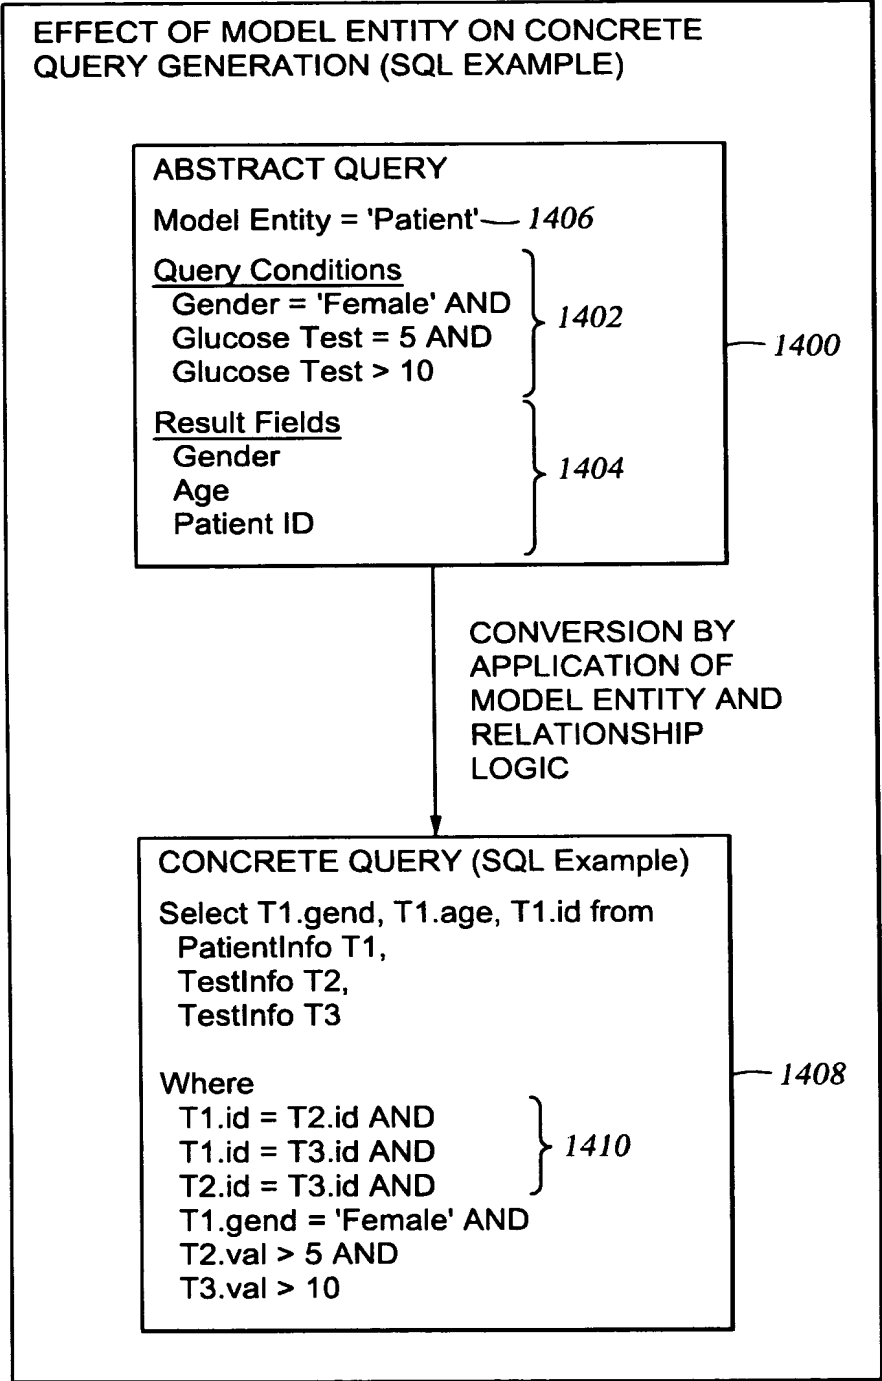 EFFECT OF MODEL ENTITY ON CONCRETE
QUERY GENERATION (SQL EXAMPLE)
ABSTRACT QUERY
Model Entity = 'Patient' 1406
Query Conditions
Gender = 'Female' AND
Glucose Test = 5 AND
Glucose Test > 10
1402
1400
Result Fields
Gender
Age
Patient ID
1404
CONVERSION BY
APPLICATION OF
MODEL ENTITY AND
RELATIONSHIP
LOGIC
CONCRETE QUERY (SQL Example)
Select T1.gend, T1.age, T1.id from
PatientInfo T1,
TestInfo T2,
TestInfo T3
1408
Where
T1.id = T2.id AND
T1.id = T3.id AND
T2.id = T3.id AND
1410
T1.gend = 'Female' AND
T2.val > 5 AND
T3.val > 10